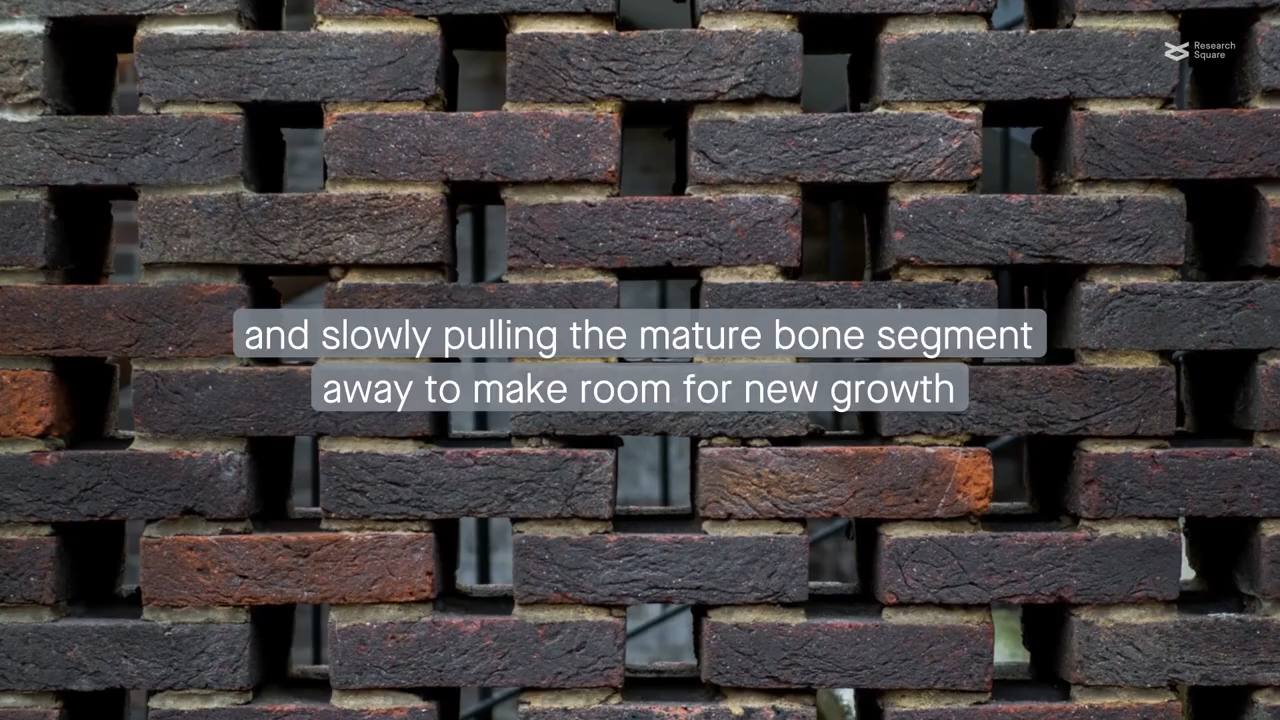 Research
Square
and slowly pulling the mature bone segment
away to make room for new growth